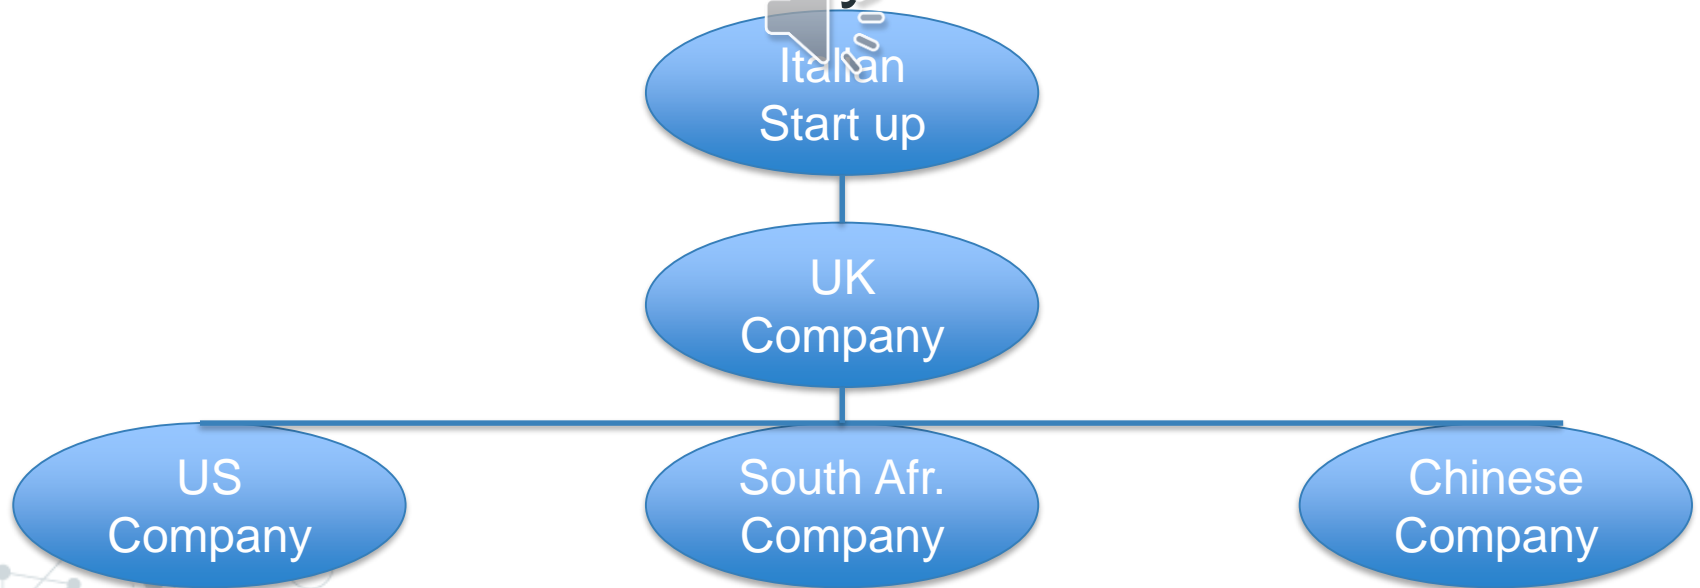 Italian
Start up
UK
Company
US
Company
South Afr.
Company
Chinese
Company